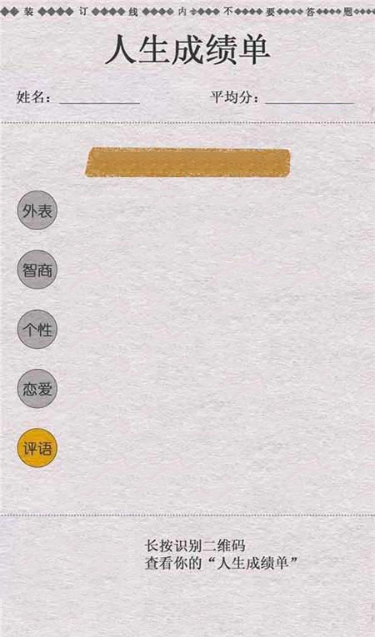 装订线内不要答题
人生成绩单
姓名：__________ 平均分：__________
外表
智商
个性
恋爱
评语
长按识别二维码
查看你的“人生成绩单”